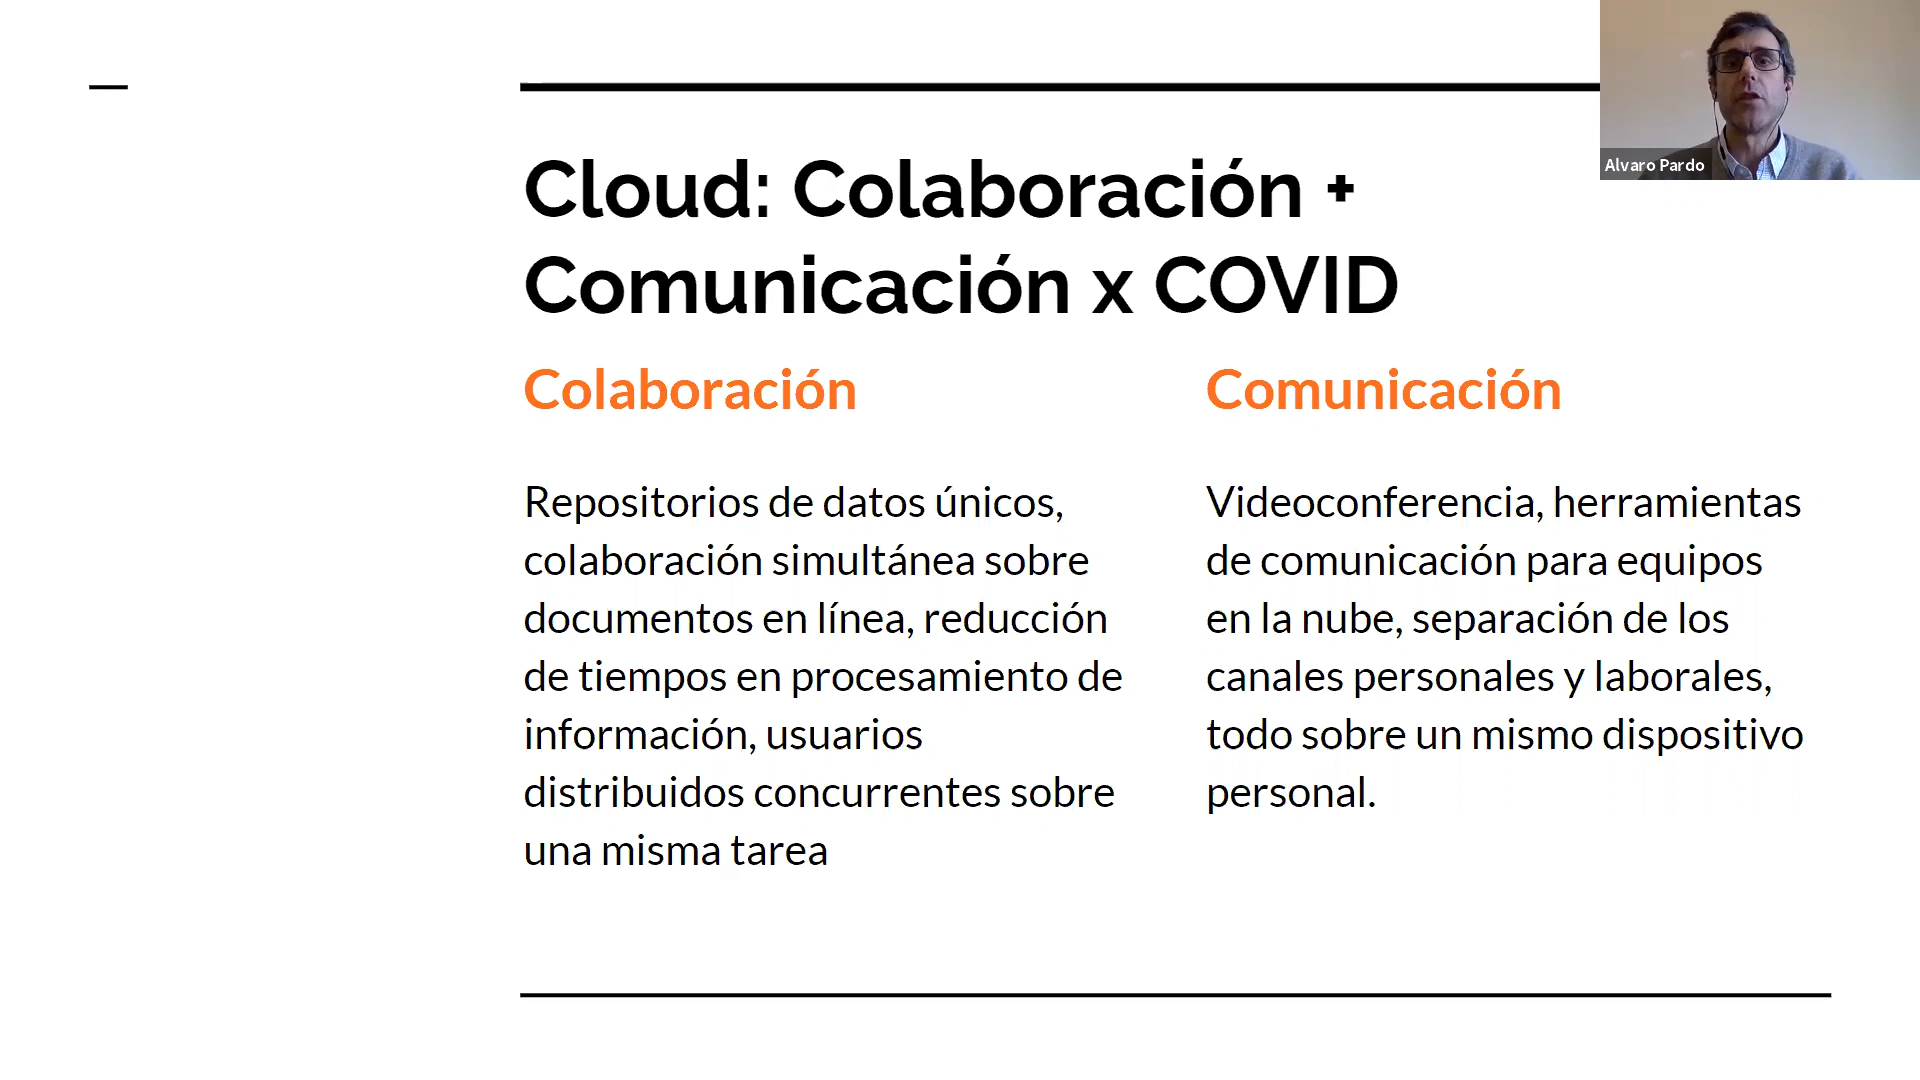 Alvaro Pardo
Cloud: Colaboración +
Comunicación x COVID
Colaboración
Repositorios de datos únicos,
colaboración simultánea sobre
documentos en línea, reducción
de tiempos en procesamiento de
información, usuarios
distribuidos concurrentes sobre
una misma tarea
Comunicación
Videoconferencia, herramientas
de comunicación para equipos
en la nube, separación de los
canales personales y laborales,
todo sobre un mismo dispositivo
personal.